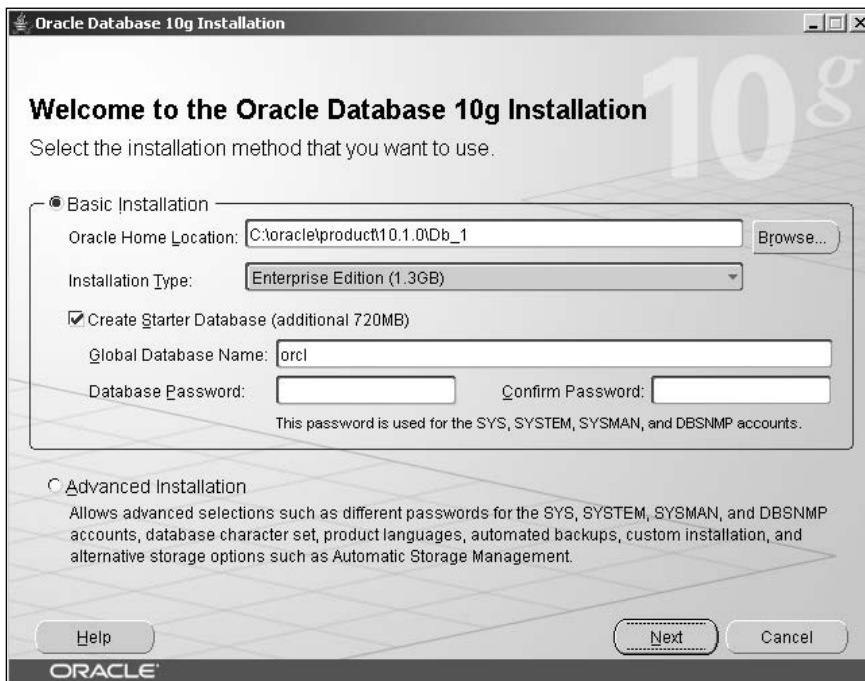 Oracle Database 10g Installation
10g
Welcome to the Oracle Database 10g Installation
Select the installation method that you want to use.
Basic Installation
Oracle Home Location: C:\oracle\product\10.1.0\Db_1 Browse...
Installation Type: Enterprise Edition (1.3GB)
Create Starter Database (additional 720MB)
Global Database Name: orcl
Database Password: Confirm Password:
This password is used for the SYS, SYSTEM, SYSMAN, and DBSNMP accounts.
Advanced Installation
Allows advanced selections such as different passwords for the SYS, SYSTEM, SYSMAN, and DBSNMP
accounts, database character set, product languages, automated backups, custom installation, and
alternative storage options such as Automatic Storage Management.
Help Next Cancel
ORACLE